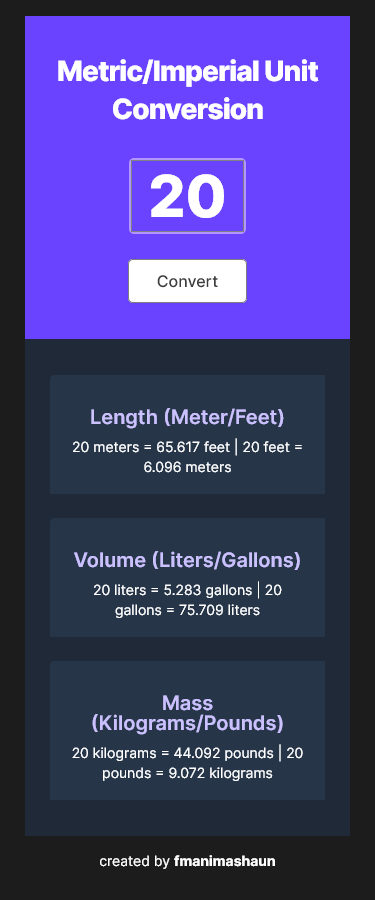 Metric/Imperial Unit
Conversion
20
Convert
Length (Meter/Feet)
20 meters = 65.617 feet | 20 feet =
6.096 meters
Volume (Liters/Gallons)
20 liters = 5.283 gallons | 20
gallons = 75.709 liters
Mass
(Kilograms/Pounds)
20 kilograms = 44.092 pounds | 20
pounds = 9.072 kilograms
created by fmanimashaun